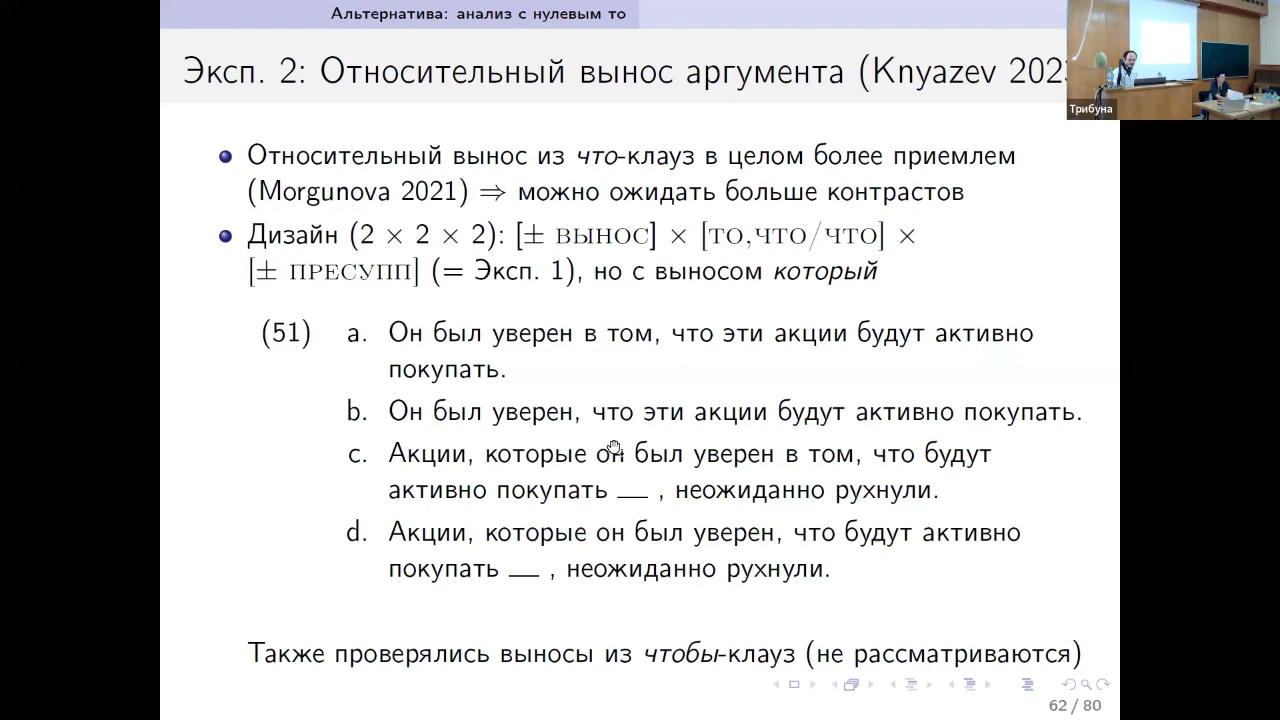 Альтернатива: анализ с нулевым то
Эксп. 2: Относительный вынос аргумента (Knyazev 202
Трибуна
Относительный вынос из что-клауз в целом более приемлем
(Morgunova 2021) ⇒ можно ожидать больше контрастов
Дизайн (2 × 2 × 2): [± ВЫНОС] × [ТО,ЧТО/ЧТО] ×
[± ПРЕСУПП] (= Эксп. 1), но с выносом который
(51) a. Он был уверен в том, что эти акции будут активно
покупать.
b. Он был уверен, что эти акции будут активно покупать.
c. Акции, которые он был уверен в том, что будут
активно покупать __ , неожиданно рухнули.
d. Акции, которые он был уверен, что будут активно
покупать __ , неожиданно рухнули.
Также проверялись выносы из чтобы-клауз (не рассматриваются)
62 / 80